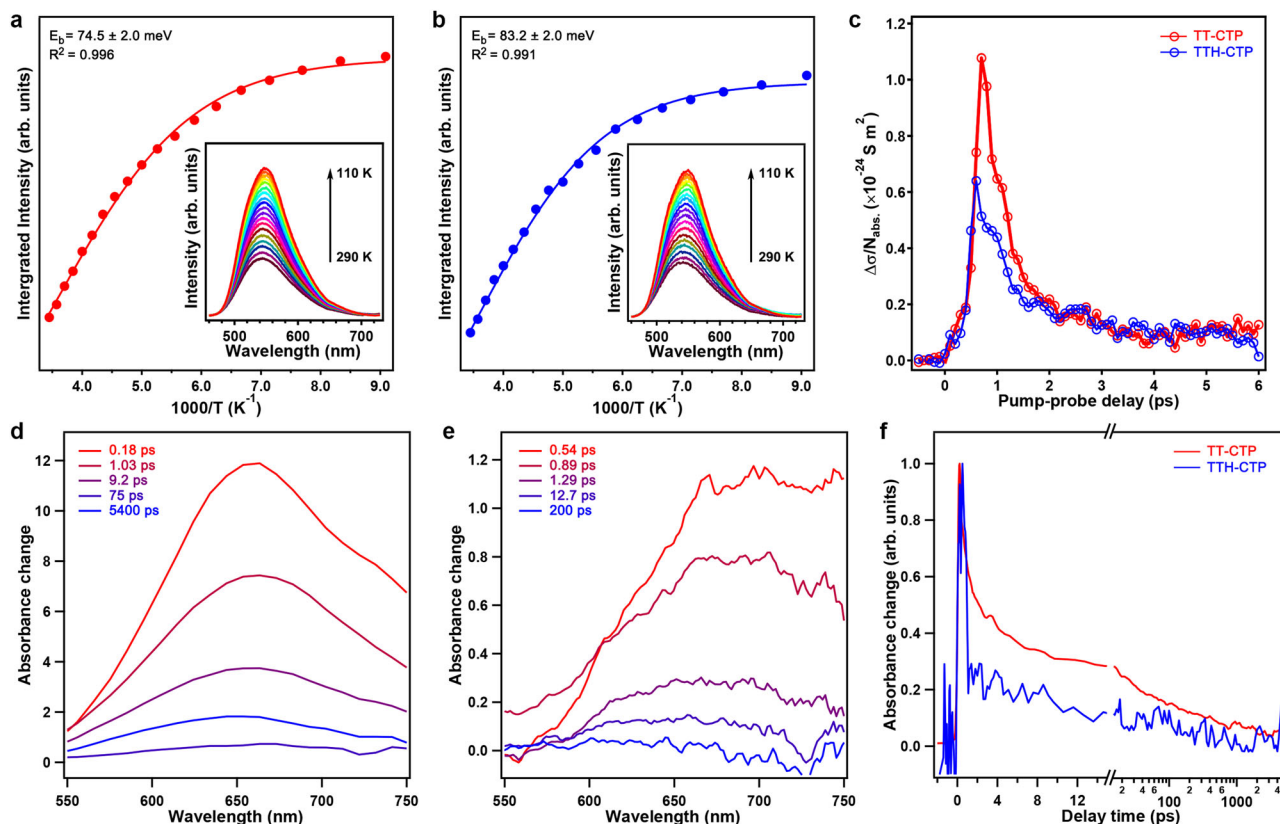 a
E_b = 74.5 ± 2.0 meV
R² = 0.996
Intergrated Intensity (arb. units)
Intensity (arb. units)
110 K
290 K
500 600 700
Wavelength (nm)
4.0 5.0 6.0 7.0 8.0 9.0
1000/T (K⁻¹)
b
E_b = 83.2 ± 2.0 meV
R² = 0.991
Intergrated Intensity (arb. units)
Intensity (arb. units)
110 K
290 K
500 600 700
Wavelength (nm)
4.0 5.0 6.0 7.0 8.0 9.0
1000/T (K⁻¹)
c
TT-CTP
TTH-CTP
Δσ/N_abs. (×10⁻²⁴ S m²)
1.0
0.8
0.6
0.4
0.2
0.0
0 1 2 3 4 5 6
Pump-probe delay (ps)
d
0.18 ps
1.03 ps
9.2 ps
75 ps
5400 ps
Absorbance change
12
10
8
6
4
2
0
550 600 650 700 750
Wavelength (nm)
e
0.54 ps
0.89 ps
1.29 ps
12.7 ps
200 ps
Absorbance change
1.2
1.0
0.8
0.6
0.4
0.2
0.0
550 600 650 700 750
Wavelength (nm)
f
TT-CTP
TTH-CTP
Absorbance change (arb. units)
1.0
0.8
0.6
0.4
0.2
0.0
0 4 8 12 2 4 6 100 2 4 6 1000 2 4
Delay time (ps)